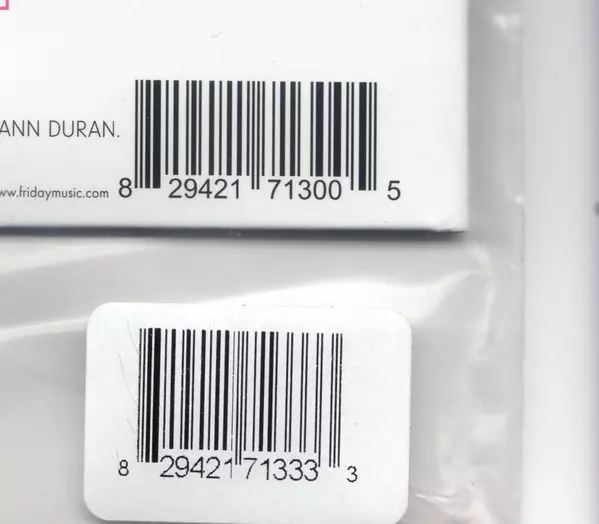 ANN DURAN.
www.fridaymusic.com
8 29421 71300 5
8 29421 71333 3